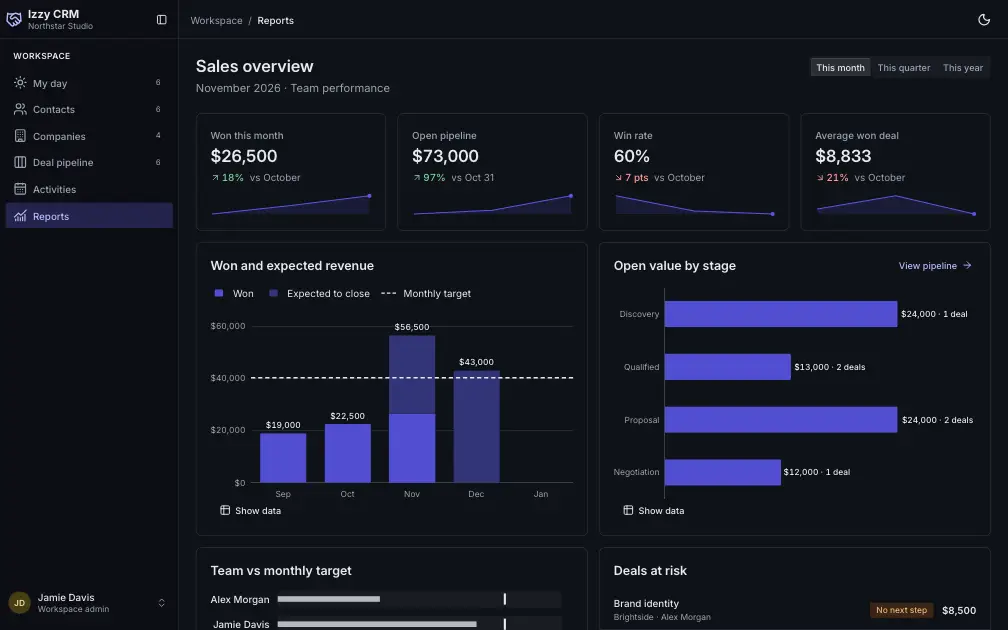 Izzy CRM
Northstar Studio
Workspace / Reports
WORKSPACE
My day 6
Contacts 6
Companies 4
Deal pipeline 6
Activities
Reports
Sales overview
November 2026 · Team performance
This month This quarter This year
Won this month
$26,500
18% vs October
Open pipeline
$73,000
97% vs Oct 31
Win rate
60%
7 pts vs October
Average won deal
$8,833
21% vs October
Won and expected revenue
Won Expected to close Monthly target
$60,000
$40,000
$20,000
$0
$19,000
$22,500
$56,500
$43,000
Sep Oct Nov Dec Jan
Show data
Open value by stage
View pipeline
Discovery $24,000 · 1 deal
Qualified $13,000 · 2 deals
Proposal $24,000 · 2 deals
Negotiation $12,000 · 1 deal
Show data
Team vs monthly target
Alex Morgan
Jamie Davis
Deals at risk
Brand identity
Brightside · Alex Morgan
No next step $8,500
JD
Jamie Davis
Workspace admin